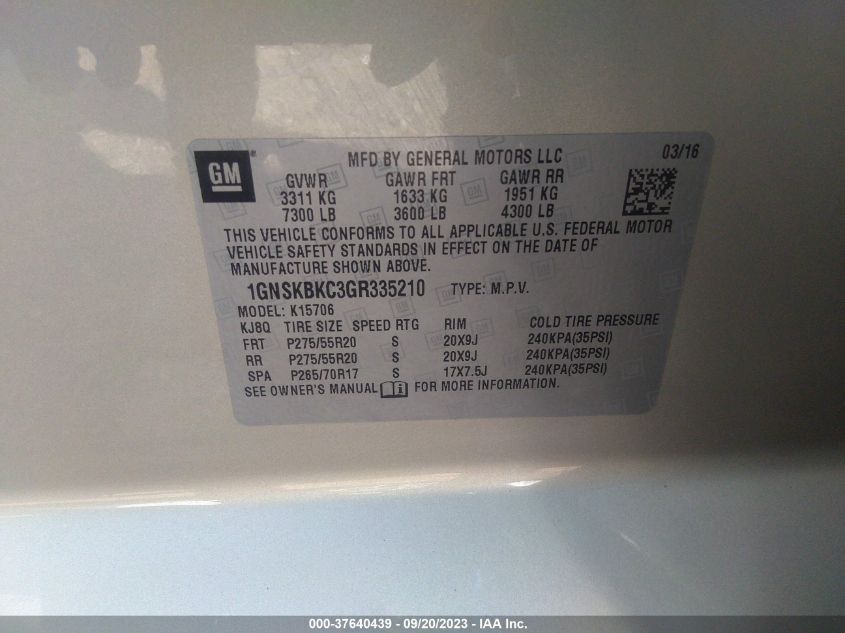 GM
MFD BY GENERAL MOTORS LLC 03/16
GVWR GAWR FRT GAWR RR
3311 KG 1633 KG 1951 KG
7300 LB 3600 LB 4300 LB
THIS VEHICLE CONFORMS TO ALL APPLICABLE U.S. FEDERAL MOTOR
VEHICLE SAFETY STANDARDS IN EFFECT ON THE DATE OF
MANUFACTURE SHOWN ABOVE.
1GNSKBKC3GR335210 TYPE: M.P.V.
MODEL: K15706
KJ8Q TIRE SIZE SPEED RTG RIM COLD TIRE PRESSURE
FRT P275/55R20 S 20X9J 240KPA(35PSI)
RR P275/55R20 S 20X9J 240KPA(35PSI)
SPA P265/70R17 S 17X7.5J 240KPA(35PSI)
SEE OWNER'S MANUAL FOR MORE INFORMATION.
000-37640439 - 09/20/2023 - IAA Inc.